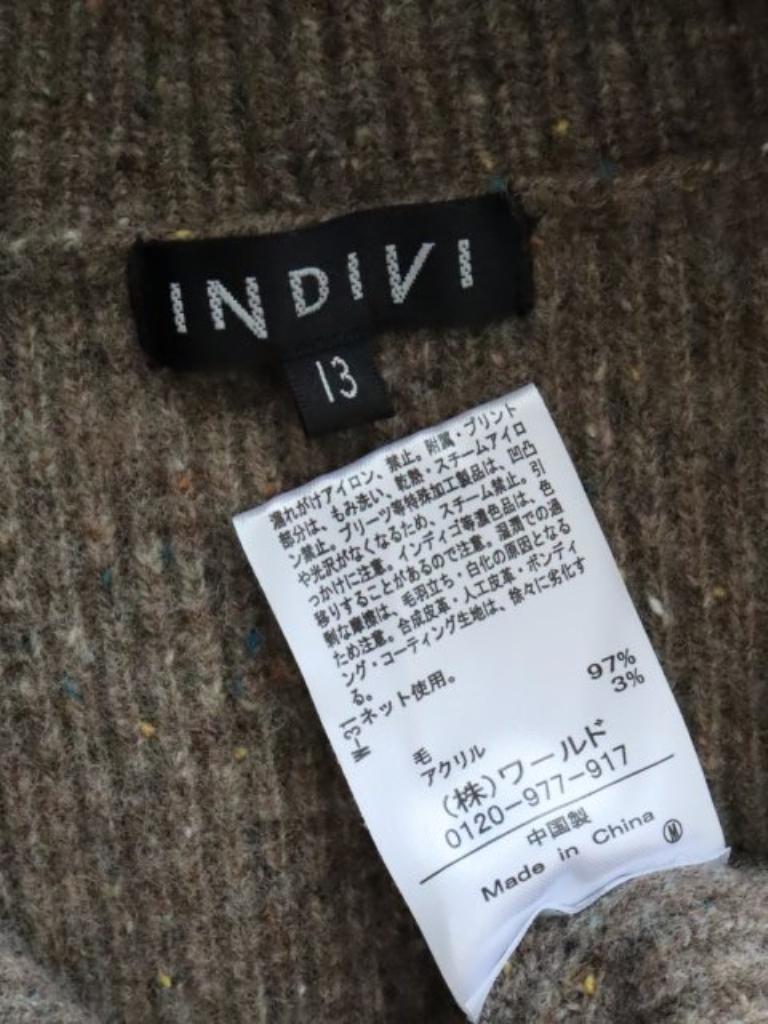 INDIVI
13
濡れがけアイロン、禁止。附属・プリント
部分は、もみ洗い、乾熱・スチームアイロ
ン禁止。プリーツ等特殊加工製品は、凹凸
や光沢がなくなるため、スチーム禁止。引
っかけに注意。インディゴ等濃色品は、色
移りすることがあるので注意。湿潤での過
剰な摩擦は、毛羽立ち・白化の原因となる
ため注意。合成皮革・人工皮革・ボンディ
ング・コーティング生地は、徐々に劣化す
る。
ネット使用。
W-31
毛 97%
アクリル 3%
(株)ワールド
0120-977-917
中国製
Made in China Ⓜ